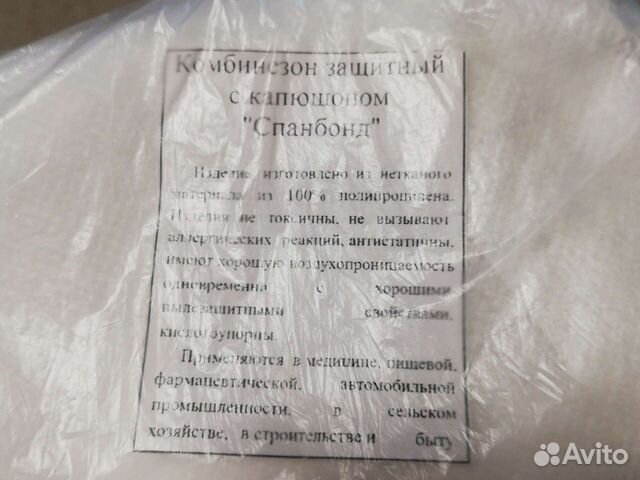 Комбинезон защитный
с капюшоном
"Спанбонд"
Изделие изготовлено из нетканого
материала из 100% полипропилена.
Изделия не токсичны, не вызывают
аллергических реакций, антистатичны,
имеют хорошую воздухопроницаемость
одновременно с хорошими
пылезащитными свойствами,
кислотоупорны.
Применяются в медицине, пищевой,
фармацевтической, автомобильной
промышленности, в сельском
хозяйстве, в строительстве и быту
Avito